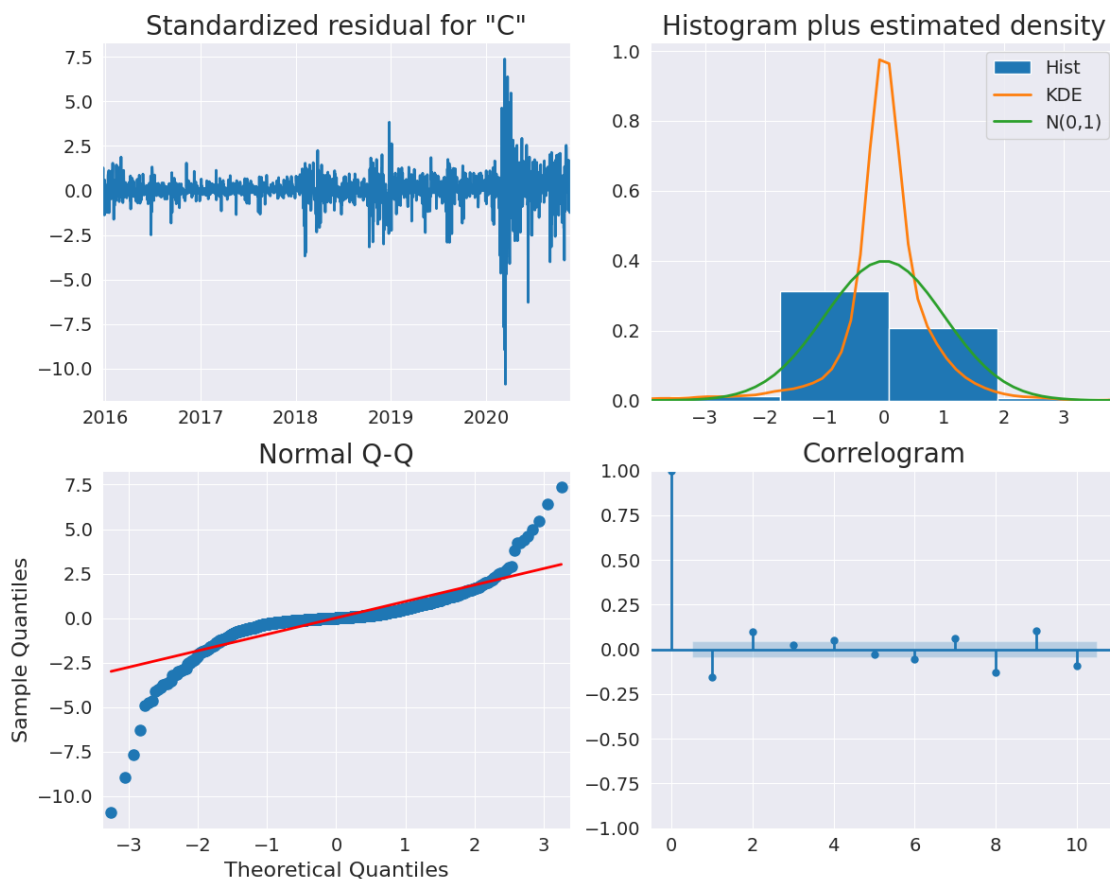 Standardized residual for "C"
7.5
5.0
2.5
0.0
−2.5
−5.0
−7.5
−10.0
2016 2017 2018 2019 2020
Histogram plus estimated density
1.0
0.8
0.6
0.4
0.2
0.0
Hist
KDE
N(0,1)
−3 −2 −1 0 1 2 3
Normal Q-Q
Sample Quantiles
7.5
5.0
2.5
0.0
−2.5
−5.0
−7.5
−10.0
−3 −2 −1 0 1 2 3
Theoretical Quantiles
Correlogram
1.00
0.75
0.50
0.25
0.00
−0.25
−0.50
−0.75
−1.00
0 2 4 6 8 10